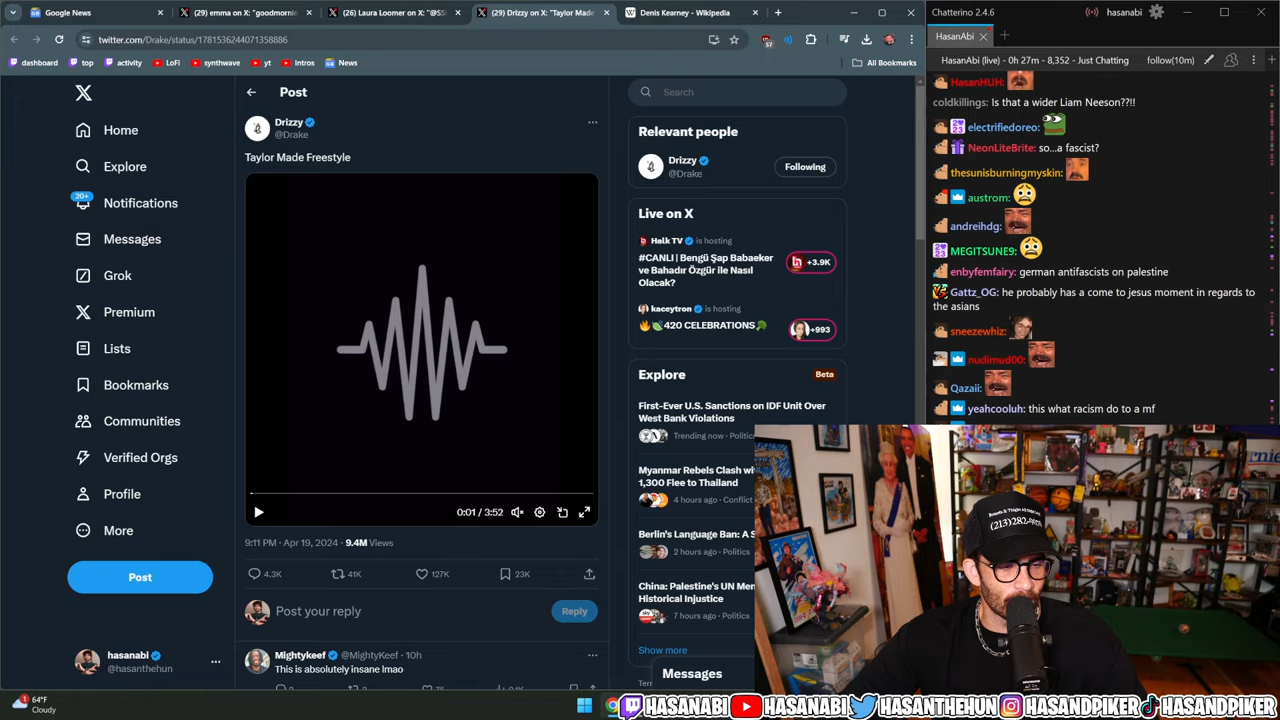 Google News
(29) emma on X: "goodmornin
(26) Laura Loomer on X: "@SS
(29) Drizzy on X: "Taylor Made
Denis Kearney - Wikipedia
twitter.com/Drake/status/1781536244071358886
57
dashboard
top
activity
LoFi
synthwave
yt
intros
News
All Bookmarks
Home
Explore
20+
Notifications
Messages
Grok
Premium
Lists
Bookmarks
Communities
Verified Orgs
Profile
More
Post
hasanabi
@hasanthehun
Post
Drizzy
@Drake
Taylor Made Freestyle
0:01 / 3:52
9:11 PM · Apr 19, 2024 · 9.4M Views
4.3K
41K
127K
23K
Post your reply
Reply
Mightykeef @MightyKeef · 10h
This is absolutely insane lmao
Search
Relevant people
Drizzy
@Drake
Following
Live on X
Halk TV is hosting
#CANLI | Bengü Şap Babaeker
ve Bahadır Özgür ile Nasıl
Olacak?
+3.9K
kaceytron is hosting
420 CELEBRATIONS
+993
Explore
Beta
First-Ever U.S. Sanctions on IDF Unit Over
West Bank Violations
Trending now · Politics
Myanmar Rebels Clash wi
1,300 Flee to Thailand
4 hours ago · Conflict
Berlin's Language Ban: A S
2 hours ago · Politics
China: Palestine's UN Mem
Historical Injustice
7 hours ago · Politics
Show more
Messages
Chatterino 2.4.6
hasanabi
HasanAbi
HasanAbi (live) - 0h 27m - 8,352 - Just Chatting
follow(10m)
HasanHUH:
coldkillings: Is that a wider Liam Neeson??!!
electrifiedoreo:
NeonLiteBrite: so...a fascist?
thesunisburningmyskin:
austrom:
andreihdg:
MEGITSUNE9:
enbyfemfairy: german antifascists on palestine
Gattz_OG: he probably has a come to jesus moment in regards to
the asians
sneezewhiz:
nudimud00:
Qazaii:
yeahcooluh: this what racism do to a mf
64°F
Cloudy
HASANABI
HASANABI
HASANTHEHUN
HASANDPIKER
HASANDPIKER